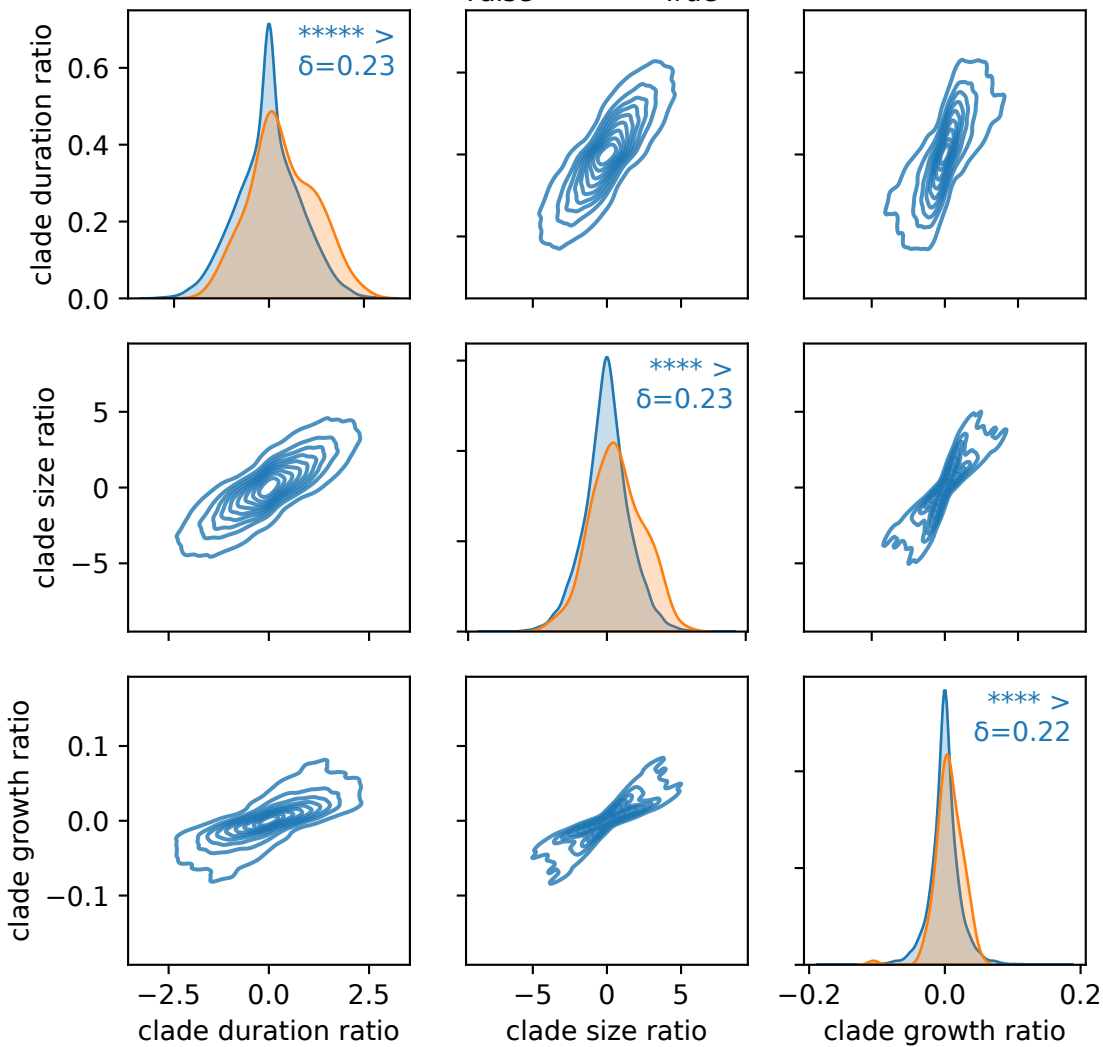 clade duration ratio
0.6
0.4
0.2
0.0
***** >
δ=0.23
clade size ratio
5
0
−5
**** >
δ=0.23
clade growth ratio
0.1
0.0
−0.1
**** >
δ=0.22
−2.5 0.0 2.5
−5 0 5
−0.2 0.0 0.2
clade duration ratio
clade size ratio
clade growth ratio